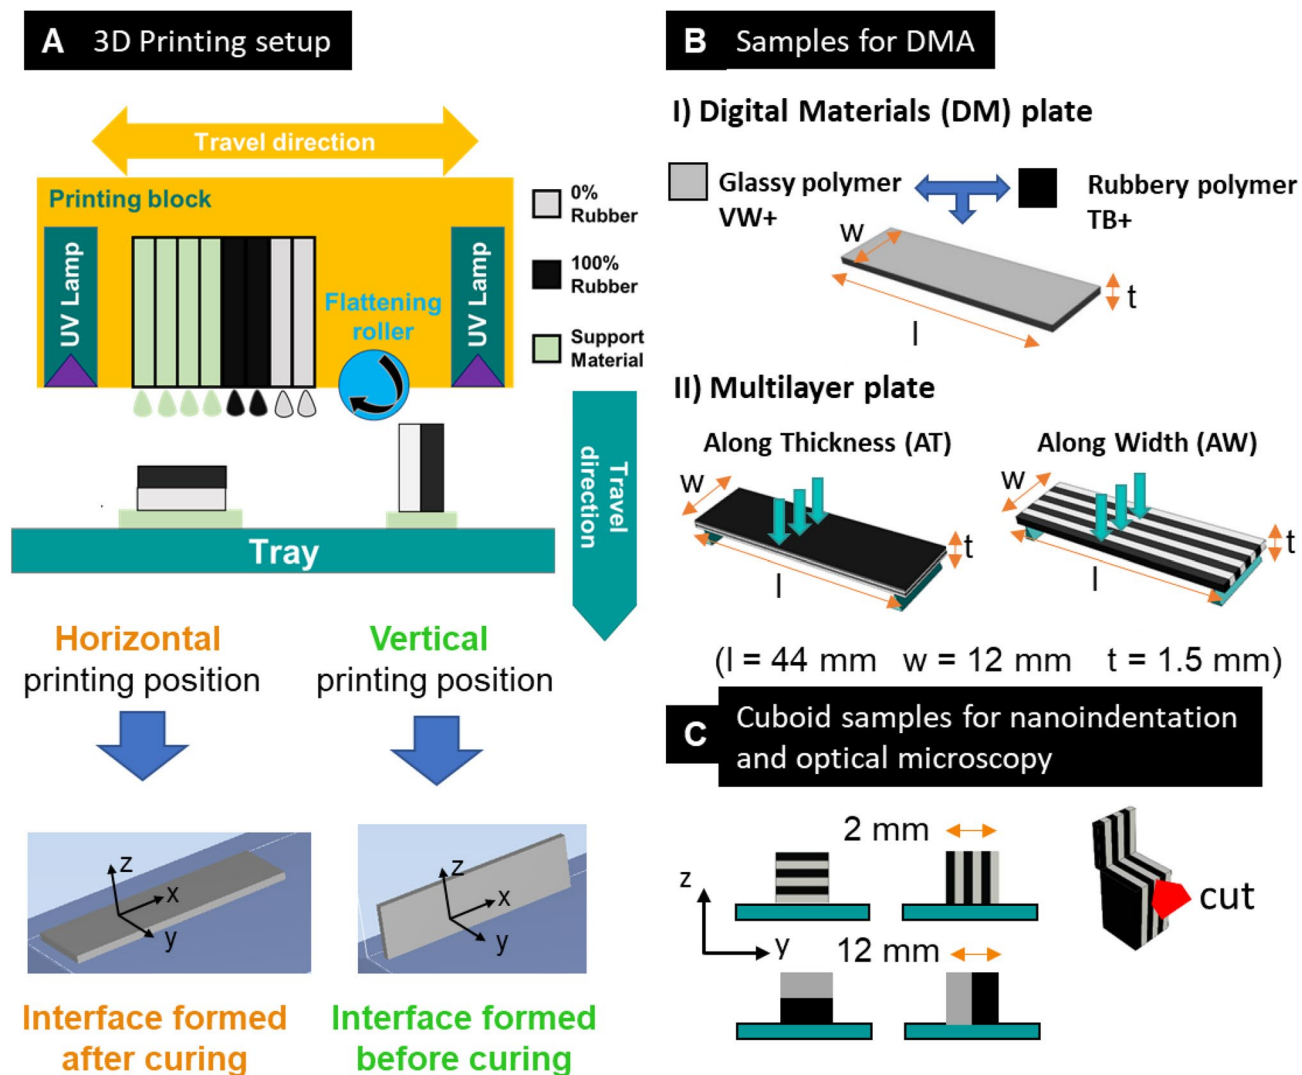 A 3D Printing setup
Travel direction
Printing block
UV Lamp
UV Lamp
Flattening
roller
0%
Rubber
100%
Rubber
Support
Material
Travel
direction
Tray
Horizontal
printing position
Vertical
printing position
z
x
y
z
x
y
Interface formed
after curing
Interface formed
before curing
B Samples for DMA
I) Digital Materials (DM) plate
Glassy polymer
VW+
Rubbery polymer
TB+
w
t
l
II) Multilayer plate
Along Thickness (AT)
Along Width (AW)
w
t
l
w
t
l
(l = 44 mm w = 12 mm t = 1.5 mm)
C Cuboid samples for nanoindentation
and optical microscopy
2 mm
z
y
12 mm
cut